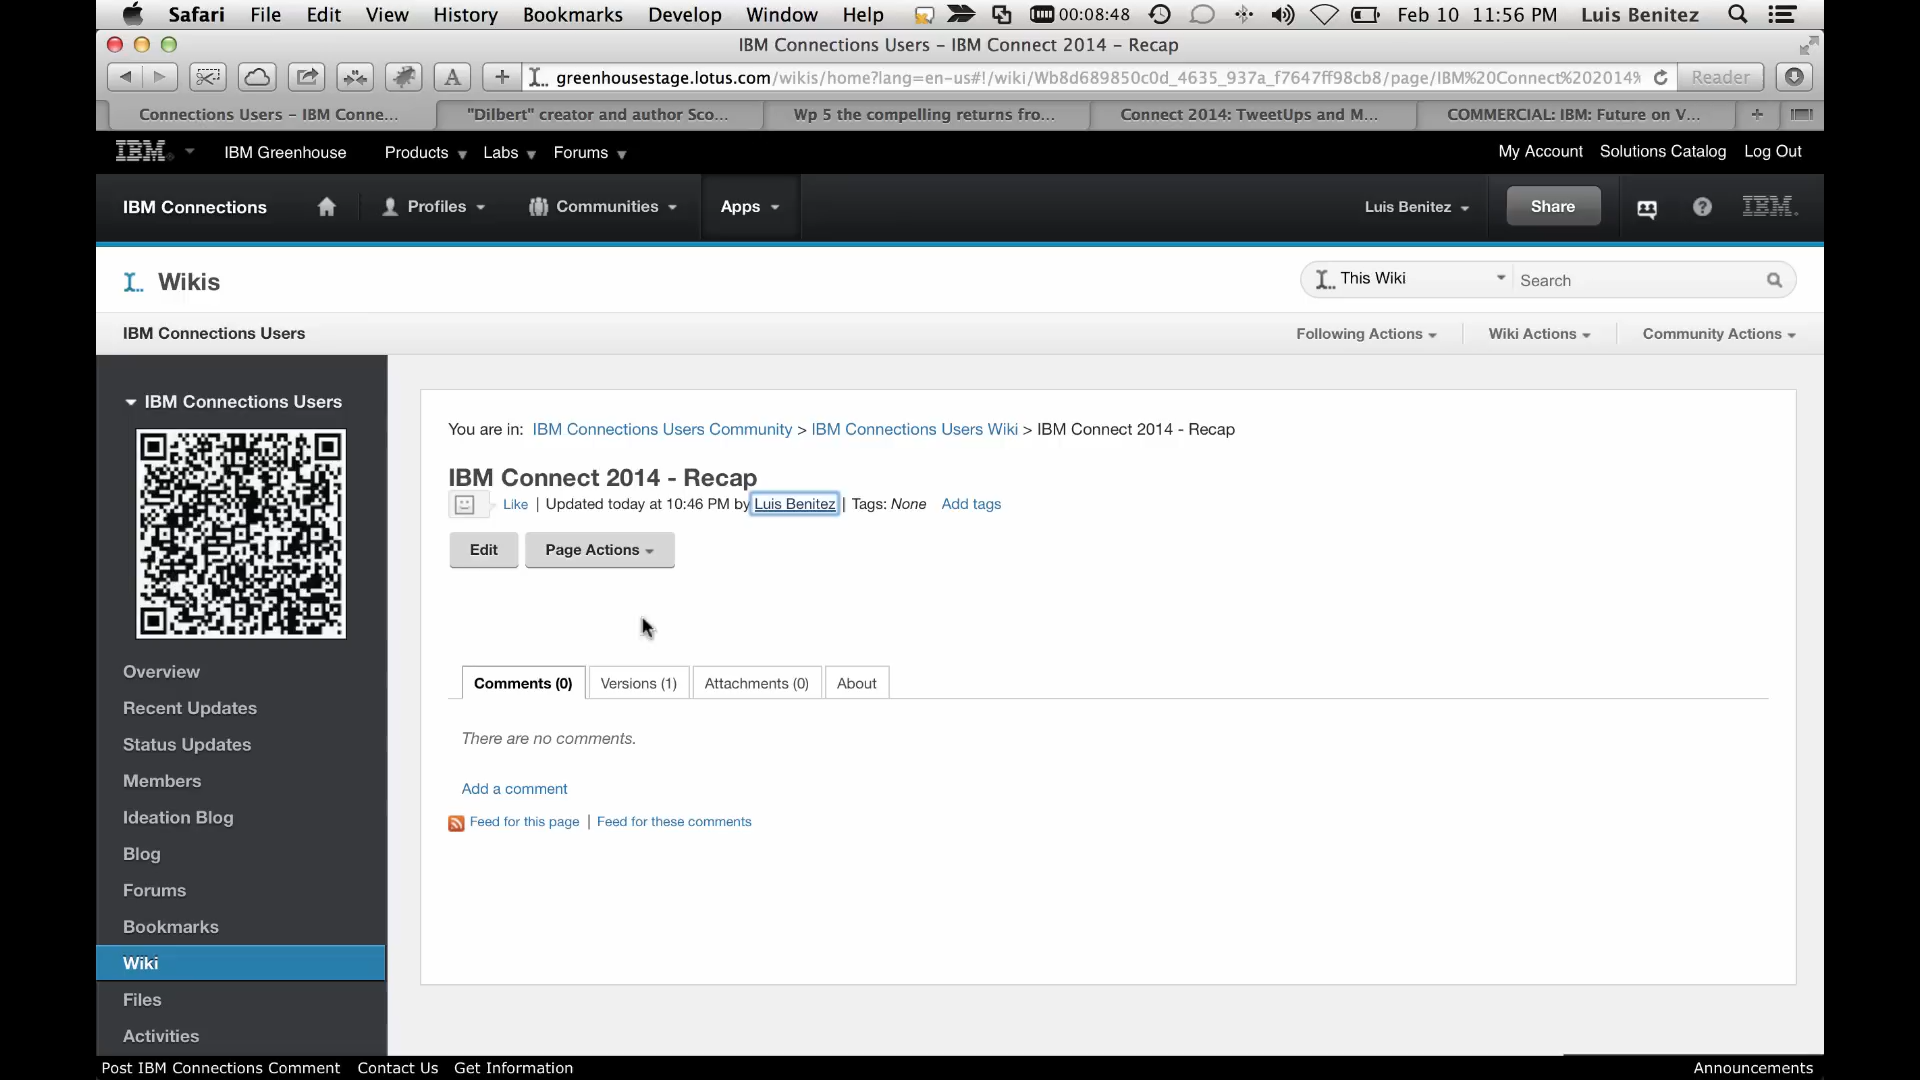 Safari File Edit View History Bookmarks Develop Window Help 00:08:48 Feb 10 11:56 PM Luis Benitez
IBM Connections Users – IBM Connect 2014 – Recap
A + greenhousestage.lotus.com/wikis/home?lang=en-us#!/wiki/Wb8d689850c0d_4635_937a_f7647ff98cb8/page/IBM%20Connect%202014% Reader
Connections Users – IBM Conne... "Dilbert" creator and author Sco... Wp 5 the compelling returns fro... Connect 2014: TweetUps and M... COMMERCIAL: IBM: Future on V... +
IBM. IBM Greenhouse Products Labs Forums My Account Solutions Catalog Log Out
IBM Connections Profiles Communities Apps Luis Benitez Share ? IBM.
Wikis This Wiki Search
IBM Connections Users Following Actions Wiki Actions Community Actions
IBM Connections Users
You are in: IBM Connections Users Community > IBM Connections Users Wiki > IBM Connect 2014 - Recap
IBM Connect 2014 - Recap
Like | Updated today at 10:46 PM by Luis Benitez | Tags: None Add tags
Edit Page Actions
Comments (0) Versions (1) Attachments (0) About
There are no comments.
Add a comment
Feed for this page | Feed for these comments
Overview
Recent Updates
Status Updates
Members
Ideation Blog
Blog
Forums
Bookmarks
Wiki
Files
Activities
Post IBM Connections Comment Contact Us Get Information Announcements